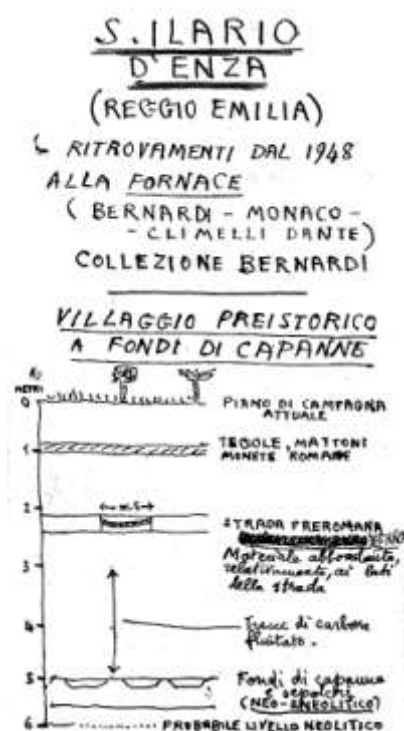 S. ILARIO
D'ENZA
(REGGIO EMILIA)
RITROVAMENTI DAL 1948
ALLA FORNACE
(BERNARDI - MONACO -
- CLIMELLI DANTE)
COLLEZIONE BERNARDI
VILLAGGIO PREISTORICO
A FONDI DI CAPANNE
METRI
0
PIANO DI CAMPAGNA
ATTUALE
1
TEGOLE, MATTONI
MONETE ROMANE
2
STRADA PREROMANA
3
Materiale abbondante,
relativamente, ai lati
della strada
4
Tracce di carbone
fluitato.
5
Fondi di capanna
e sepolcri
(NEO-ENEOLITICO)
6
PROBABILE LIVELLO NEOLITICO